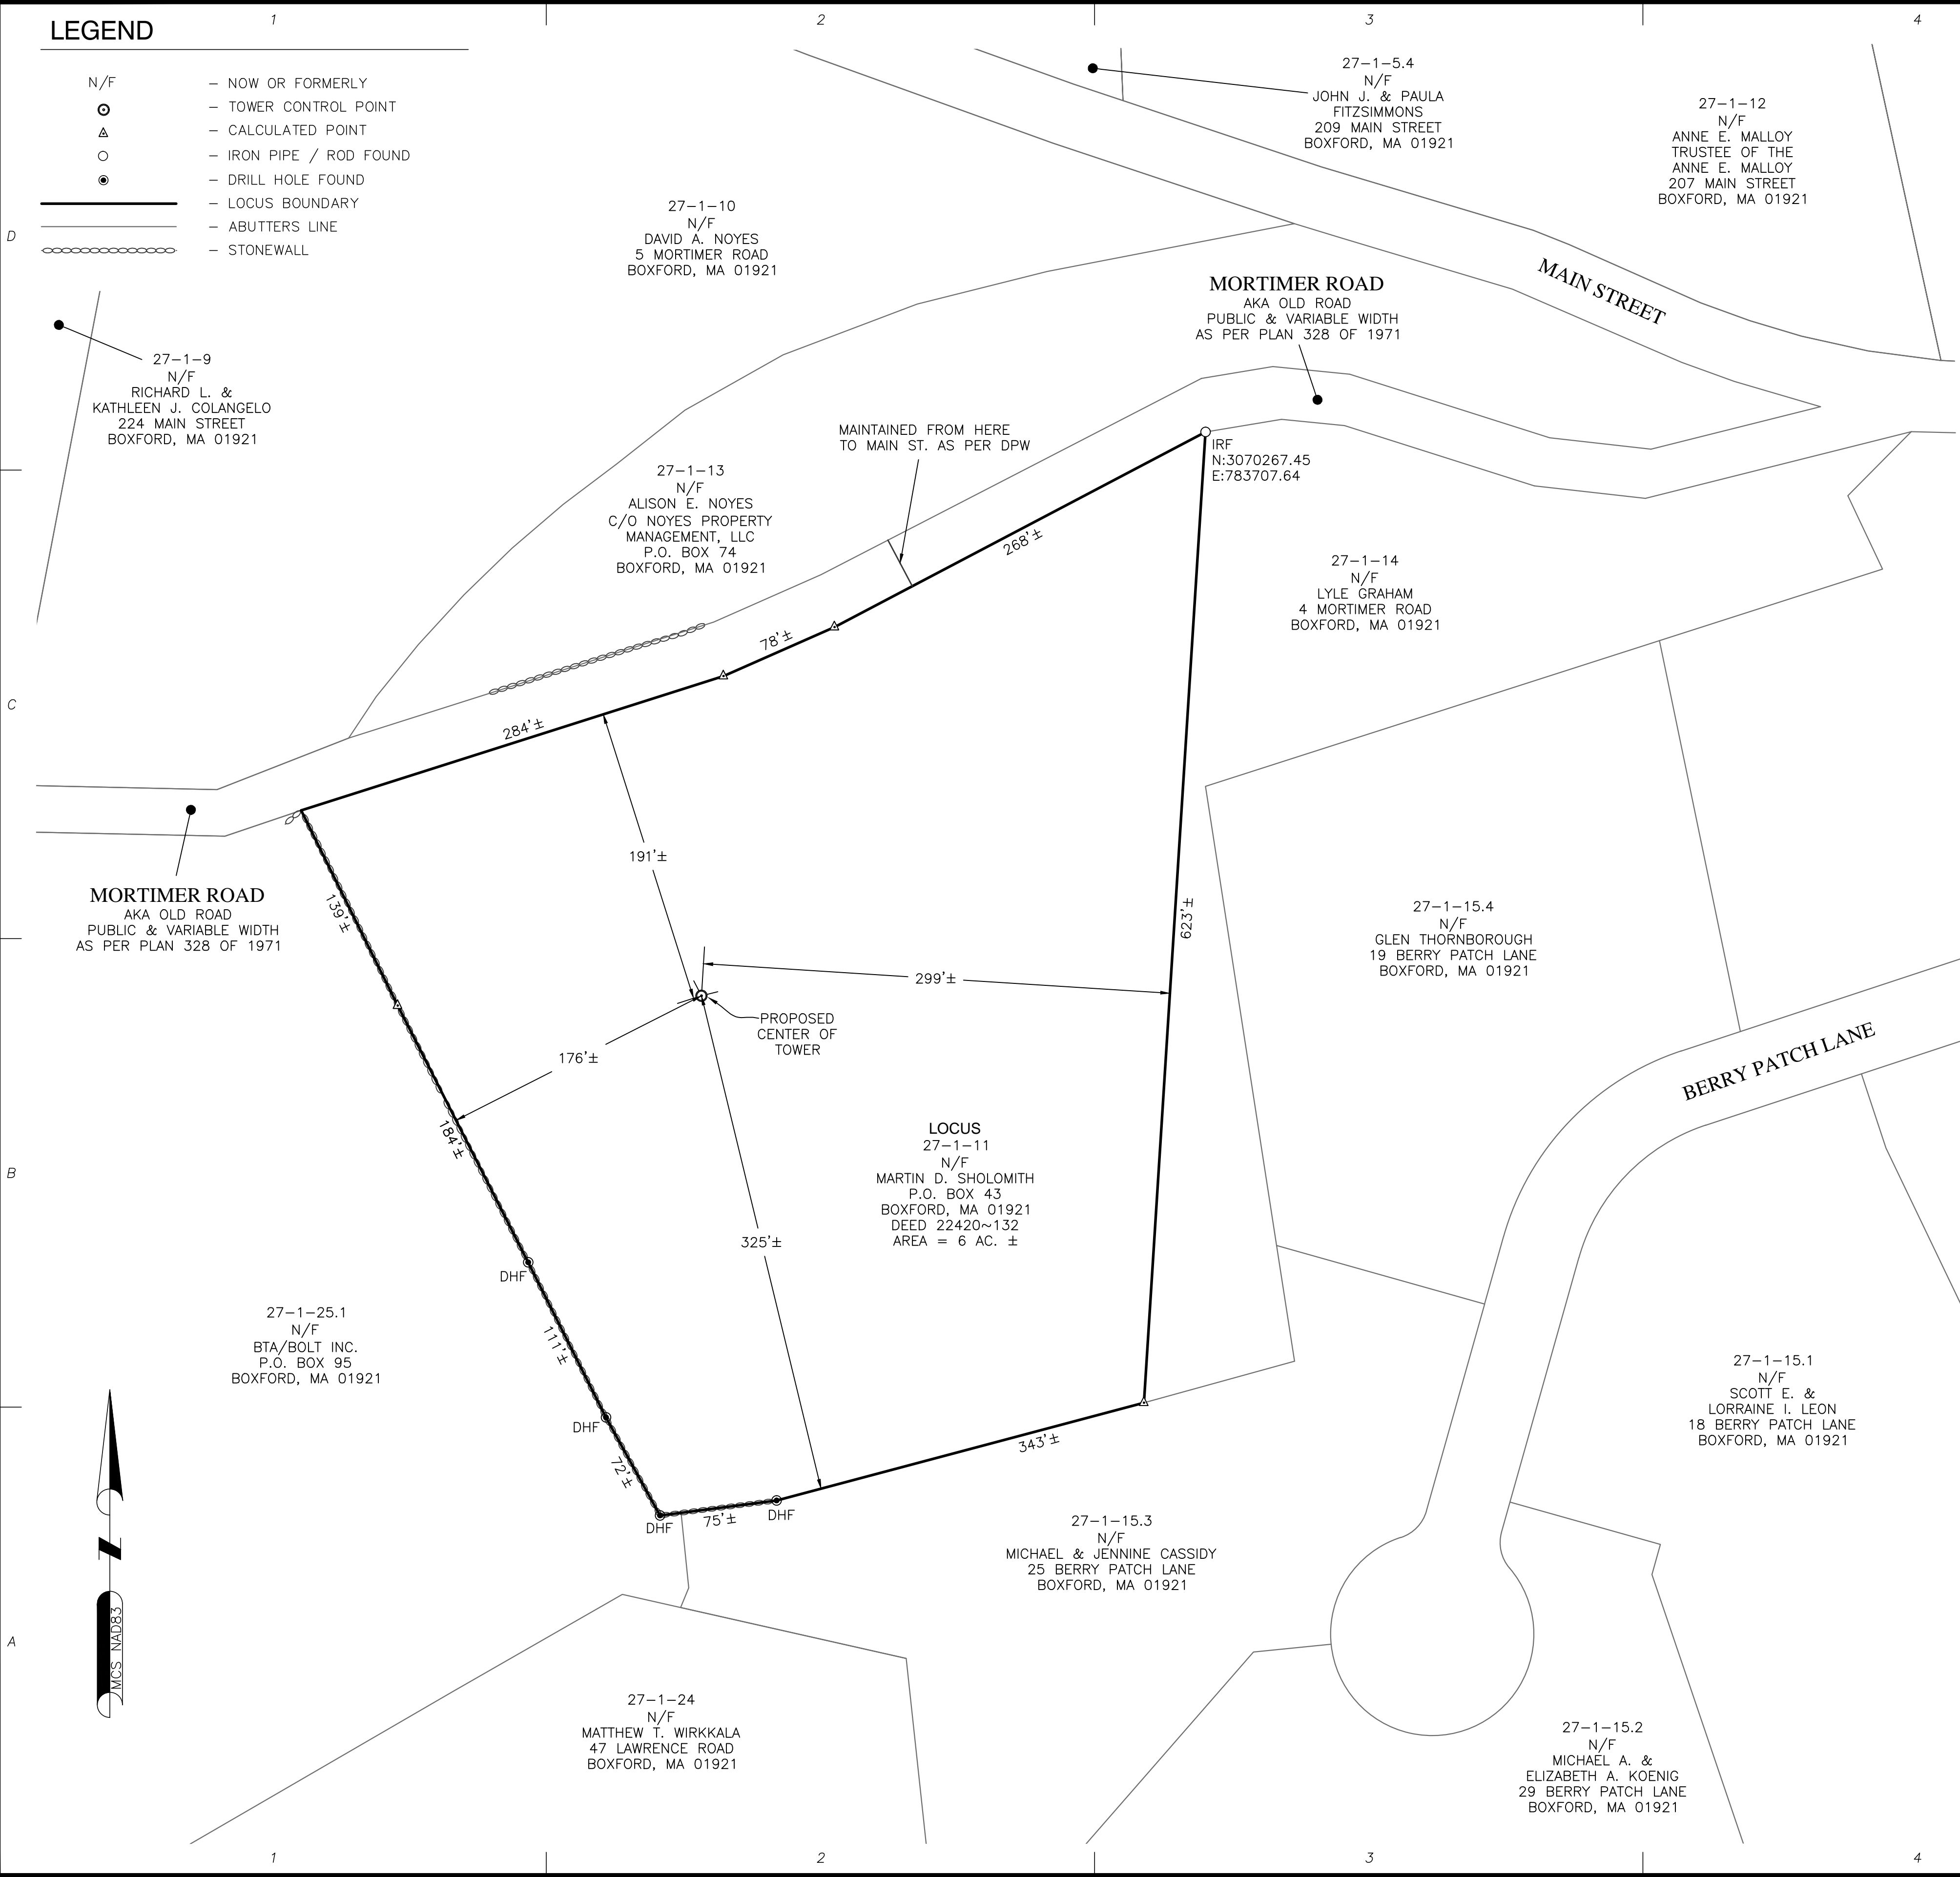 1
2
3
4
LEGEND
N/F – NOW OR FORMERLY
– TOWER CONTROL POINT
– CALCULATED POINT
– IRON PIPE / ROD FOUND
– DRILL HOLE FOUND
– LOCUS BOUNDARY
– ABUTTERS LINE
– STONEWALL
27-1-5.4
N/F
JOHN J. & PAULA
FITZSIMMONS
209 MAIN STREET
BOXFORD, MA 01921
27-1-12
N/F
ANNE E. MALLOY
TRUSTEE OF THE
ANNE E. MALLOY
207 MAIN STREET
BOXFORD, MA 01921
27-1-10
N/F
DAVID A. NOYES
5 MORTIMER ROAD
BOXFORD, MA 01921
D
MAIN STREET
MORTIMER ROAD
AKA OLD ROAD
PUBLIC & VARIABLE WIDTH
AS PER PLAN 328 OF 1971
27-1-9
N/F
RICHARD L. &
KATHLEEN J. COLANGELO
224 MAIN STREET
BOXFORD, MA 01921
MAINTAINED FROM HERE
TO MAIN ST. AS PER DPW
IRF
N:3070267.45
E:783707.64
27-1-13
N/F
ALISON E. NOYES
C/O NOYES PROPERTY
MANAGEMENT, LLC
P.O. BOX 74
BOXFORD, MA 01921
268'±
27-1-14
N/F
LYLE GRAHAM
4 MORTIMER ROAD
BOXFORD, MA 01921
78'±
C
284'±
191'±
MORTIMER ROAD
AKA OLD ROAD
PUBLIC & VARIABLE WIDTH
AS PER PLAN 328 OF 1971
139'±
623'±
27-1-15.4
N/F
GLEN THORNBOROUGH
19 BERRY PATCH LANE
BOXFORD, MA 01921
299'±
PROPOSED
CENTER OF
TOWER
176'±
BERRY PATCH LANE
184'±
LOCUS
27-1-11
N/F
MARTIN D. SHOLOMITH
P.O. BOX 43
BOXFORD, MA 01921
DEED 22420~132
AREA = 6 AC. ±
B
325'±
DHF
27-1-25.1
N/F
BTA/BOLT INC.
P.O. BOX 95
BOXFORD, MA 01921
111'±
27-1-15.1
N/F
SCOTT E. &
LORRAINE I. LEON
18 BERRY PATCH LANE
BOXFORD, MA 01921
DHF
343'±
72'±
DHF
75'±
DHF
27-1-15.3
N/F
MICHAEL & JENNINE CASSIDY
25 BERRY PATCH LANE
BOXFORD, MA 01921
N
MCS NAD83
A
27-1-24
N/F
MATTHEW T. WIRKKALA
47 LAWRENCE ROAD
BOXFORD, MA 01921
27-1-15.2
N/F
MICHAEL A. &
ELIZABETH A. KOENIG
29 BERRY PATCH LANE
BOXFORD, MA 01921
1
2
3
4